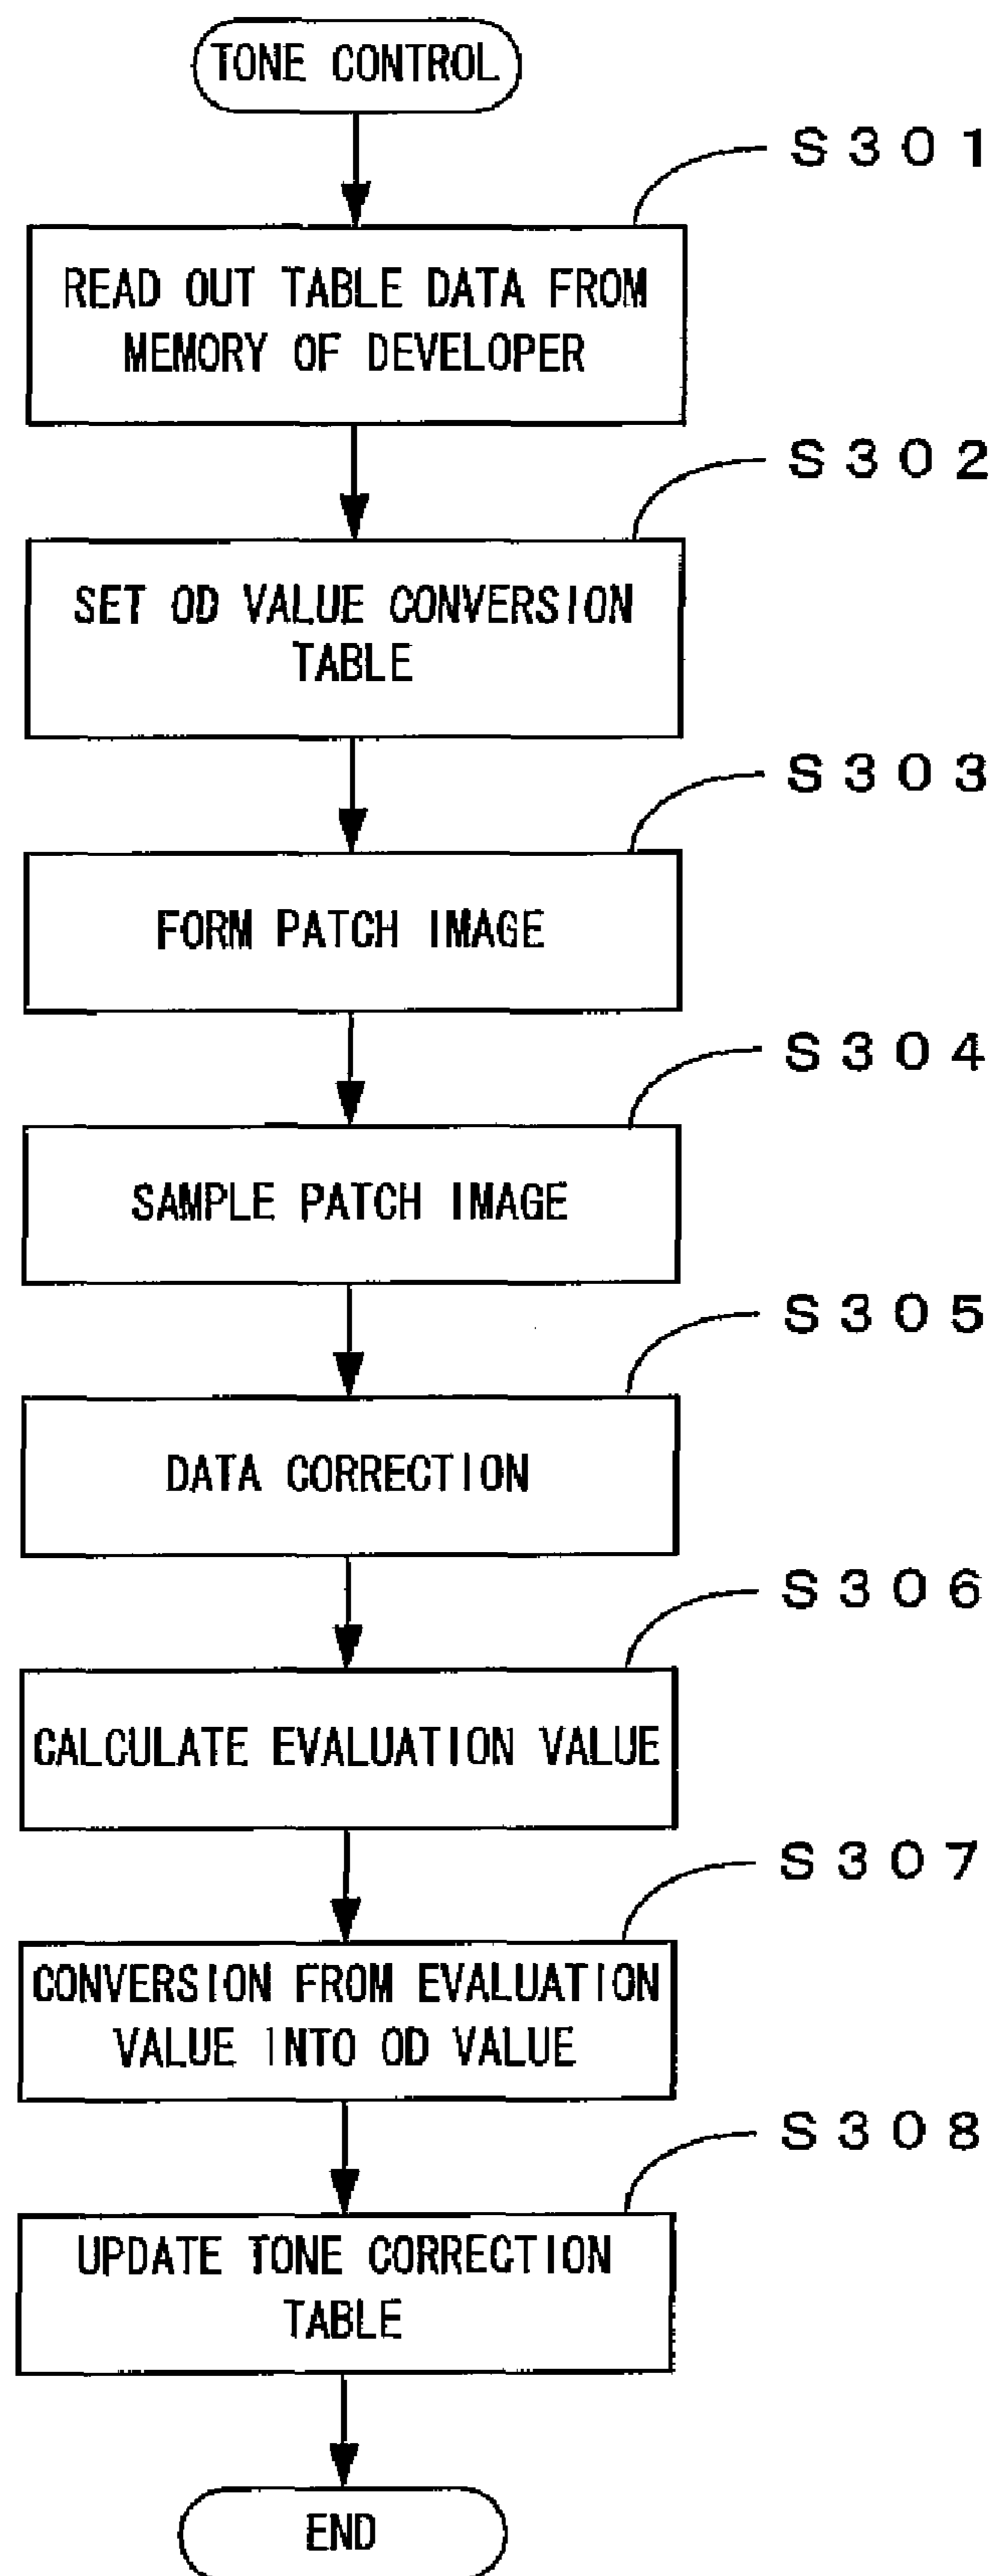 TONE CONTROL
S301
READ OUT TABLE DATA FROM
MEMORY OF DEVELOPER
S302
SET OD VALUE CONVERSION
TABLE
S303
FORM PATCH IMAGE
S304
SAMPLE PATCH IMAGE
S305
DATA CORRECTION
S306
CALCULATE EVALUATION VALUE
S307
CONVERSION FROM EVALUATION
VALUE INTO OD VALUE
S308
UPDATE TONE CORRECTION
TABLE
END